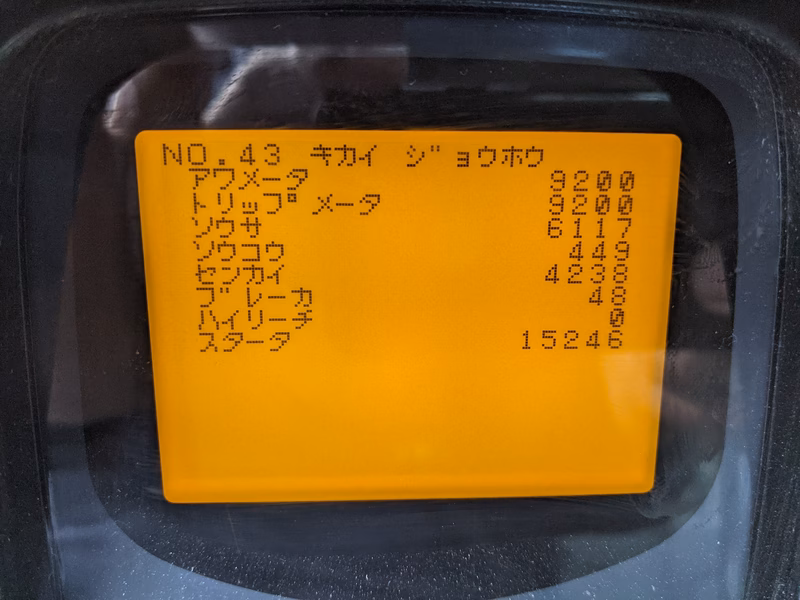 NO.43 キカイ ジョウホウ
アワメータ 9200
トリップ メータ 9200
ソウサ 6117
ソウコウ 449
センカイ 4238
ブレーカ 48
ハイリーチ 0
スタータ 15246